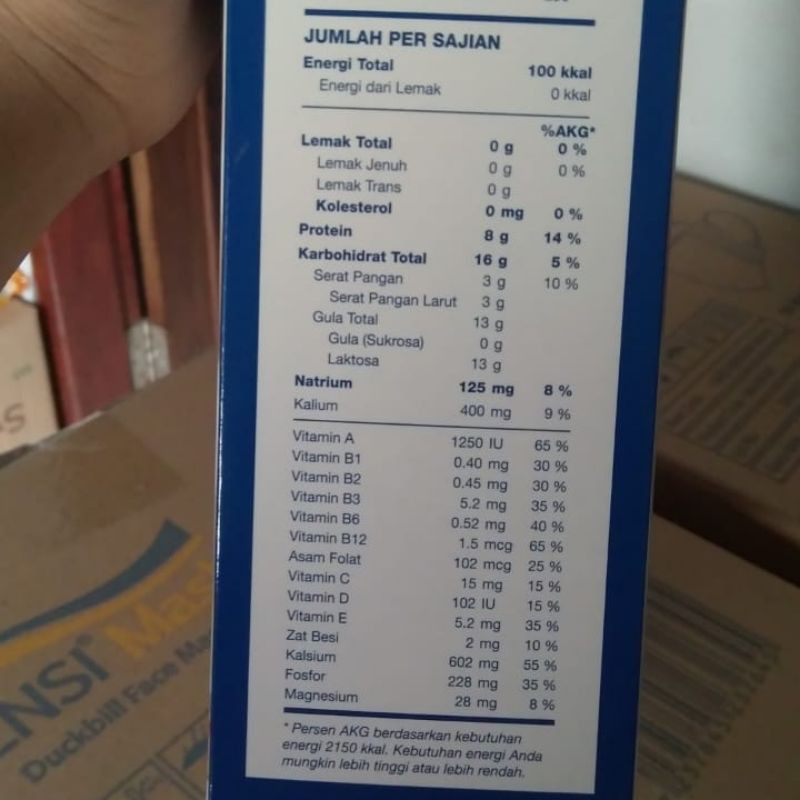 JUMLAH PER SAJIAN
Energi Total 100 kkal
Energi dari Lemak 0 kkal
%AKG*
Lemak Total 0 g 0 %
Lemak Jenuh 0 g 0 %
Lemak Trans 0 g
Kolesterol 0 mg 0 %
Protein 8 g 14 %
Karbohidrat Total 16 g 5 %
Serat Pangan 3 g 10 %
Serat Pangan Larut 3 g
Gula Total 13 g
Gula (Sukrosa) 0 g
Laktosa 13 g
Natrium 125 mg 8 %
Kalium 400 mg 9 %
Vitamin A 1250 IU 65 %
Vitamin B1 0.40 mg 30 %
Vitamin B2 0.45 mg 30 %
Vitamin B3 5.2 mg 35 %
Vitamin B6 0.52 mg 40 %
Vitamin B12 1.5 mcg 65 %
Asam Folat 102 mcg 25 %
Vitamin C 15 mg 15 %
Vitamin D 102 IU 15 %
Vitamin E 5.2 mg 35 %
Zat Besi 2 mg 10 %
Kalsium 602 mg 55 %
Fosfor 228 mg 35 %
Magnesium 28 mg 8 %
* Persen AKG berdasarkan kebutuhan
energi 2150 kkal. Kebutuhan energi Anda
mungkin lebih tinggi atau lebih rendah.
ENSI Mas
Duckbill Face Ma